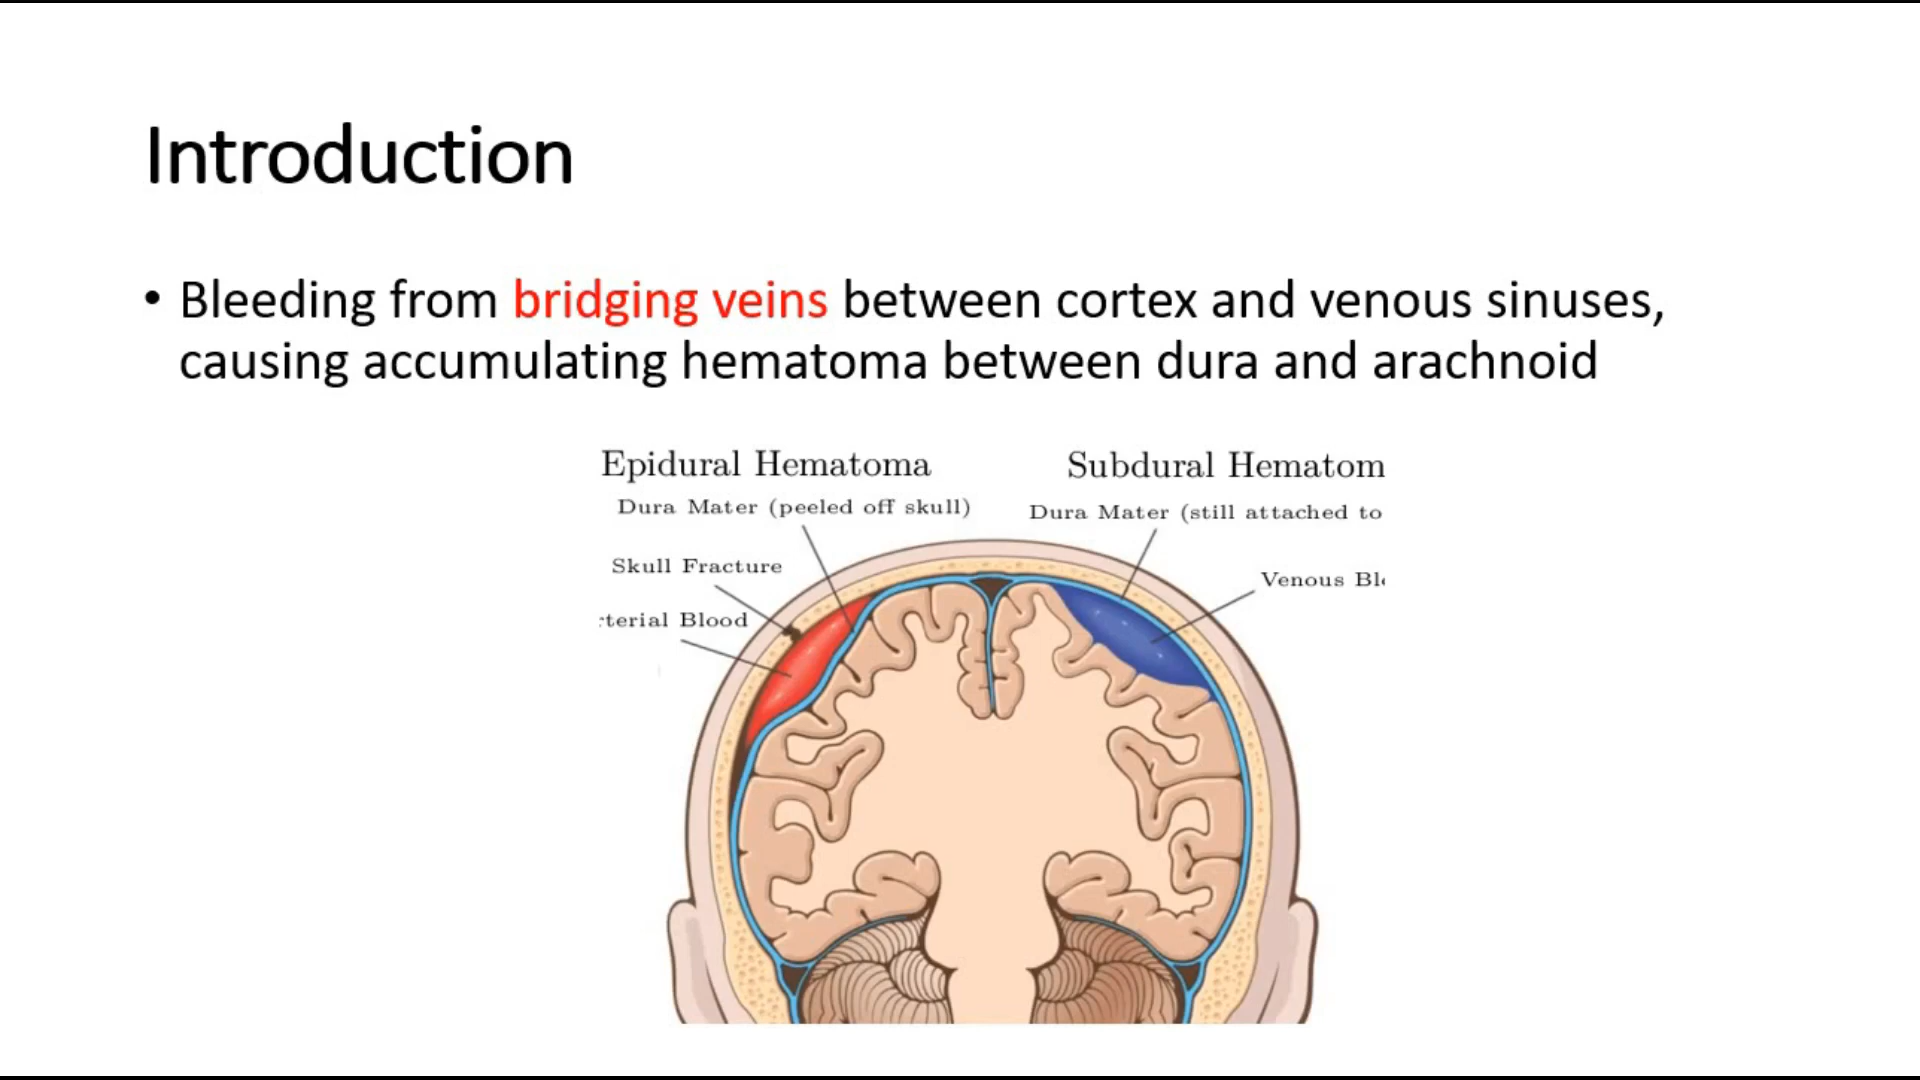 Introduction
• Bleeding from bridging veins between cortex and venous sinuses,
causing accumulating hematoma between dura and arachnoid
Epidural Hematoma
Subdural Hematom
Dura Mater (peeled off skull)
Dura Mater (still attached to
Skull Fracture
Venous
terial Blood